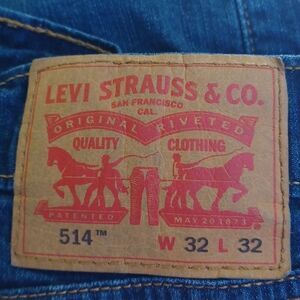 LEVI STRAUSS & CO.
SAN FRANCISCO
CAL.
ORIGINAL RIVETED
QUALITY CLOTHING
PATENTED MAY 20 1873
514™ W 32 L 32